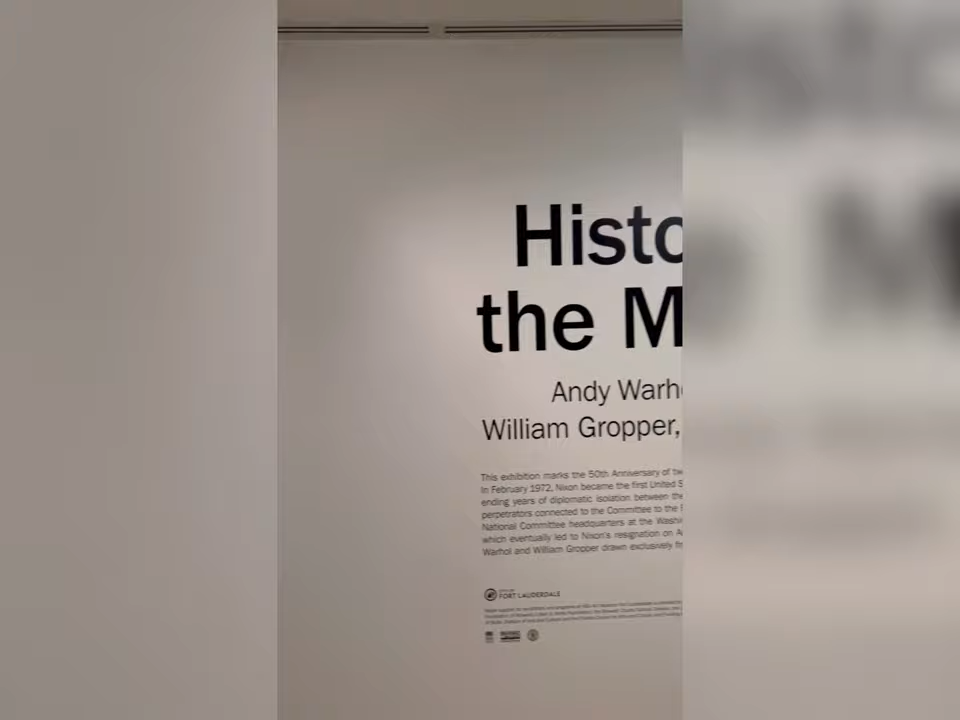 Histo
the M
Andy Warho
William Gropper,
This exhibition marks the 50th Anniversary of tw
In February 1972, Nixon became the first United S
ending years of diplomatic isolation between the
perpetrators connected to the Committee to the
National Committee headquarters at the Washi
which eventually led to Nixon's resignation on A
Warhol and William Gropper drawn exclusively fr
FORT LAUDERDALE